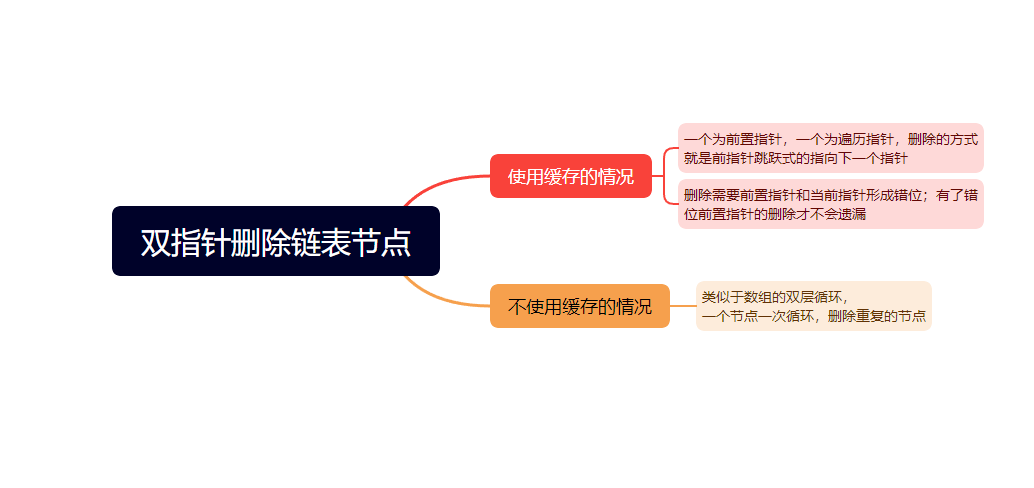 双指针删除链表节点
使用缓存的情况
一个为前置指针，一个为遍历指针，删除的方式
就是前指针跳跃式的指向下一个指针
删除需要前置指针和当前指针形成错位；有了错
位前置指针的删除才不会遗漏
不使用缓存的情况
类似于数组的双层循环，
一个节点一次循环，删除重复的节点